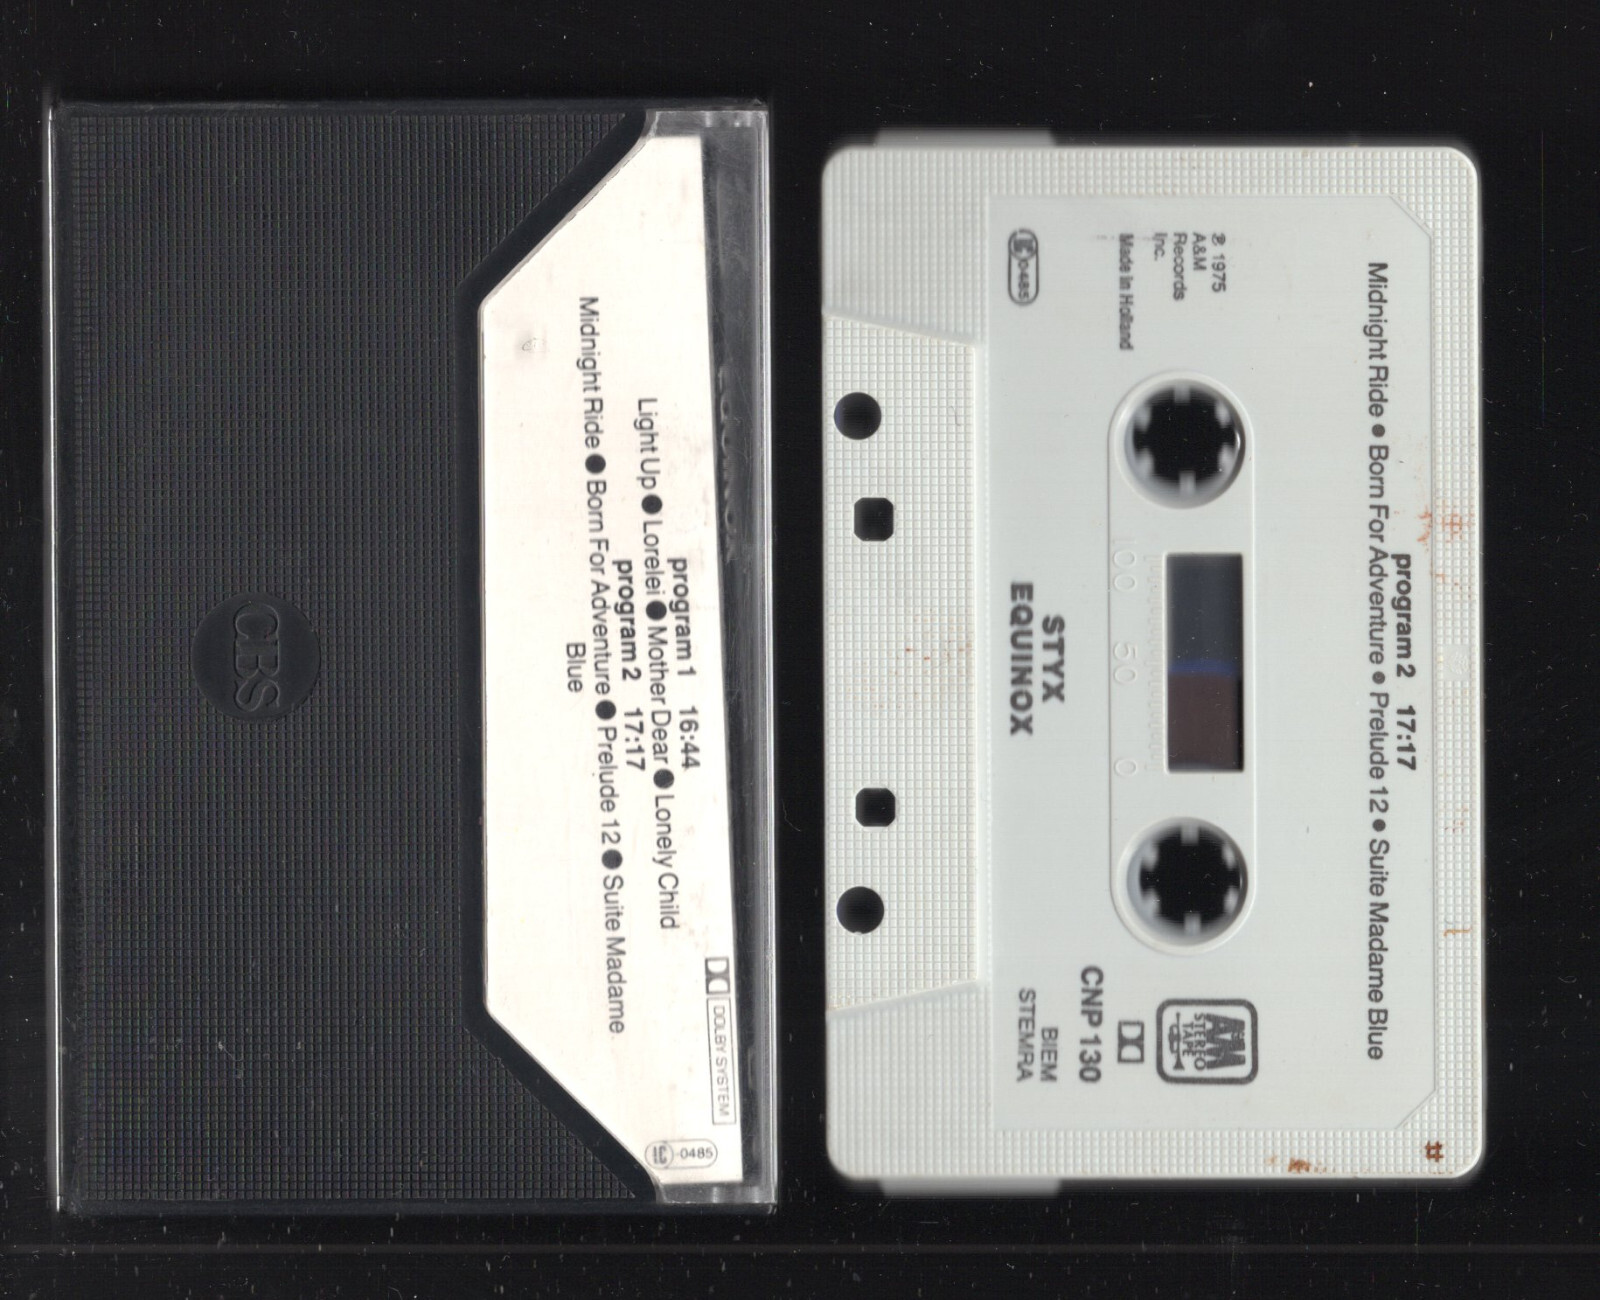 CBS
program 1 16:44
Light Up ● Lorelei ● Mother Dear ● Lonely Child
program 2 17:17
Midnight Ride ● Born For Adventure ● Prelude 12 ● Suite Madame
Blue
DOLBY SYSTEM
0485
program 2 17:17
Midnight Ride • Born For Adventure • Prelude 12 • Suite Madame Blue
℗ 1975
A&M
Records
Inc.
Made in Holland
0485
100 50 0
STYX
EQUINOX
A&M
STEREO
TAPE
CNP 130
BIEM
STEMRA